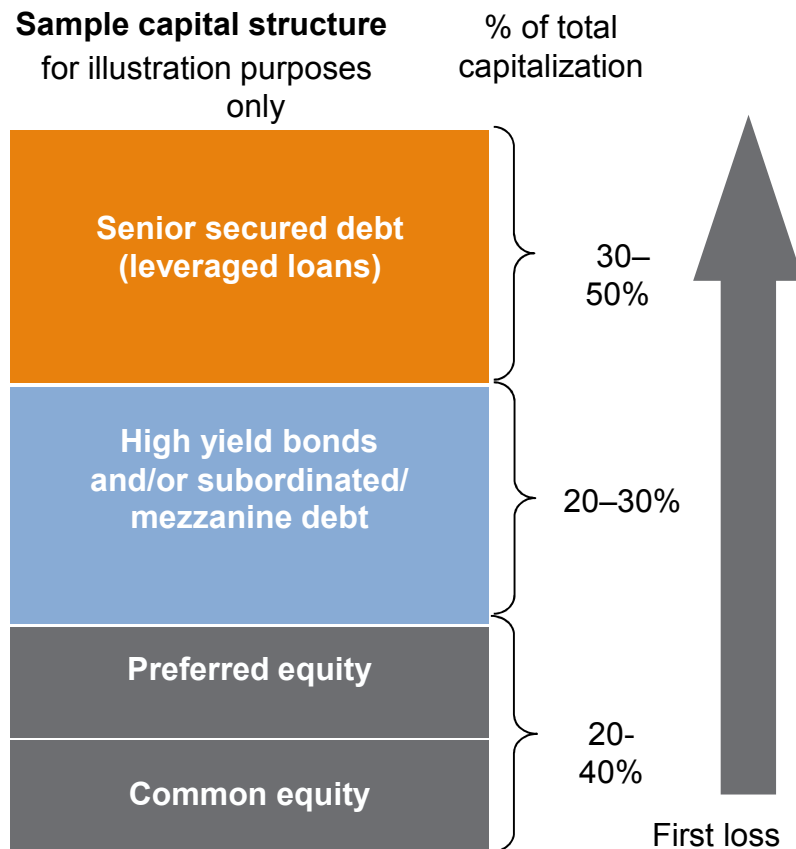 Sample capital structure
for illustration purposes
only
% of total
capitalization
Senior secured debt
(leveraged loans)
30–
50%
High yield bonds
and/or subordinated/
mezzanine debt
20–30%
Preferred equity
20-
40%
Common equity
First loss